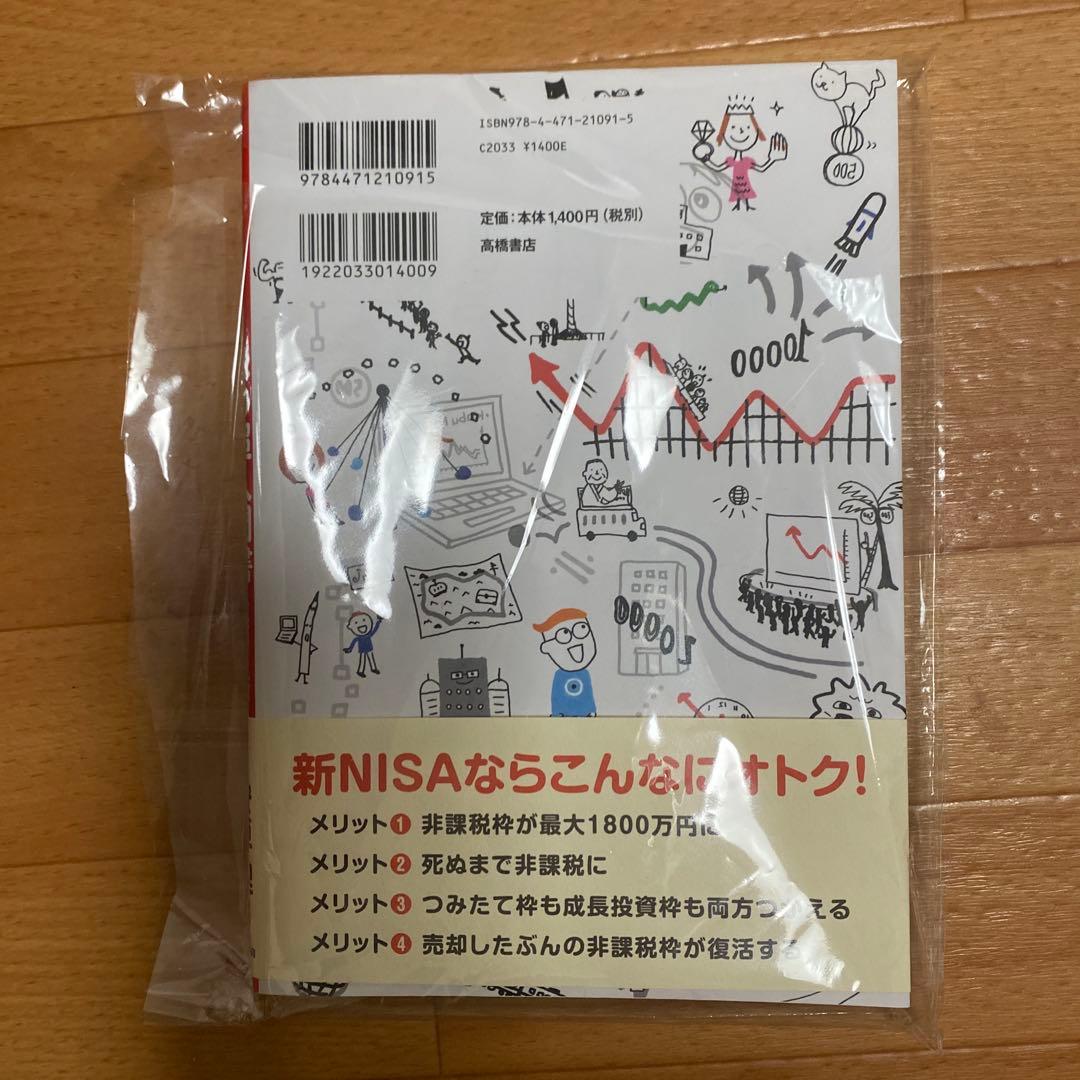 ISBN978-4-471-21091-5
C2033 ¥1400E
9784471210915
定価：本体1,400円（税別）
高橋書店
1922033014009
500
10000
10000
新NISAならこんなにオトク!
メリット❶ 非課税枠が最大1800万円に
メリット❷ 死ぬまで非課税に
メリット❸ つみたて枠も成長投資枠も両方つかえる
メリット❹ 売却したぶんの非課税枠が復活する